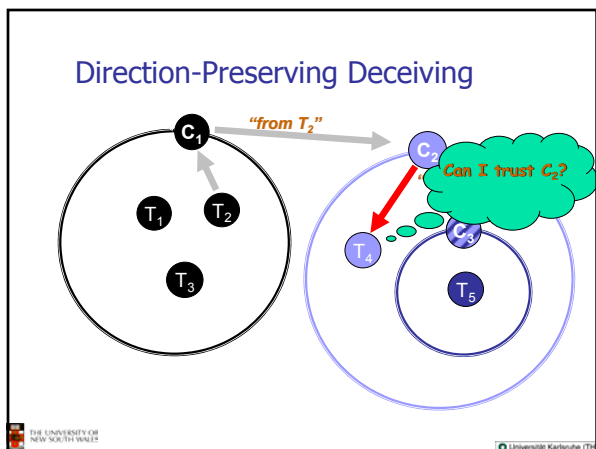 Direction-Preserving Deceiving
C1
"from T2"
C2
Can I trust C2?
T1
T2
C3
T4
T3
T5
THE UNIVERSITY OF
NEW SOUTH WALES
Universität Karlsruhe (TH